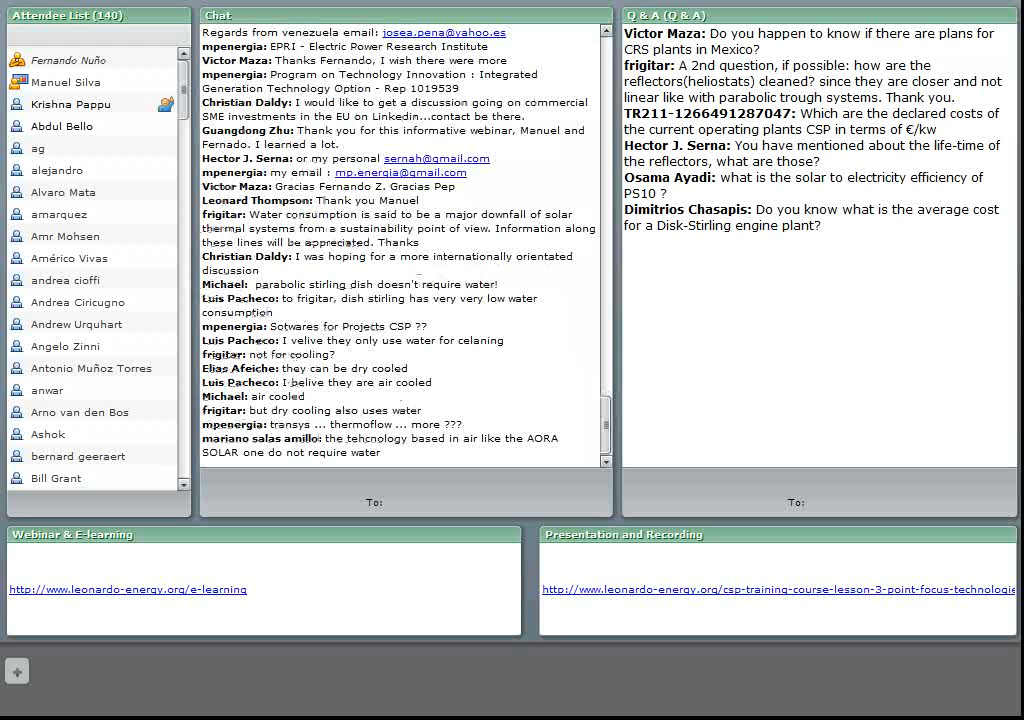 Attendee List (140)
Fernando Nuño
Manuel Silva
Krishna Pappu
Abdul Bello
ag
alejandro
Alvaro Mata
amarquez
Amr Mohsen
Américo Vivas
andrea cioffi
Andrea Ciricugno
Andrew Urquhart
Angelo Zinni
Antonio Muñoz Torres
anwar
Arno van den Bos
Ashok
bernard geeraert
Bill Grant
Chat
Regards from venezuela email: josea.pena@yahoo.es
mpenergia: EPRI - Electric Power Research Institute
Victor Maza: Thanks Fernando, I wish there were more
mpenergia: Program on Technology Innovation : Integrated
Generation Technology Option - Rep 1019539
Christian Daldy: I would like to get a discussion going on commercial
SME investments in the EU on Linkedin...contact be there.
Guangdong Zhu: Thank you for this informative webinar, Manuel and
Fernado. I learned a lot.
Hector J. Serna: or my personal sernah@gmail.com
mpenergia: my email : mp.energia@gmail.com
Victor Maza: Gracias Fernando Z. Gracias Pep
Leonard Thompson: Thank you Manuel
frigitar: Water consumption is said to be a major downfall of solar
thermal systems from a sustainability point of view. Information along
these lines will be appreciated. Thanks
Christian Daldy: I was hoping for a more internationally orientated
discussion
Michael: parabolic stirling dish doesn't require water!
Luis Pacheco: to frigitar, dish stirling has very very low water
consumption
mpenergia: Sotwares for Projects CSP ??
Luis Pacheco: I velive they only use water for celaning
frigitar: not for cooling?
Elias Afeiche: they can be dry cooled
Luis Pacheco: I belive they are air cooled
Michael: air cooled
frigitar: but dry cooling also uses water
mpenergia: transys ... thermoflow ... more ???
mariano salas amillo: the tehcnology based in air like the AORA
SOLAR one do not require water
To:
Q & A (Q & A)
Victor Maza: Do you happen to know if there are plans for
CRS plants in Mexico?
frigitar: A 2nd question, if possible: how are the
reflectors(heliostats) cleaned? since they are closer and not
linear like with parabolic trough systems. Thank you.
TR211-1266491287047: Which are the declared costs of
the current operating plants CSP in terms of €/kw
Hector J. Serna: You have mentioned about the life-time of
the reflectors, what are those?
Osama Ayadi: what is the solar to electricity efficiency of
PS10 ?
Dimitrios Chasapis: Do you know what is the average cost
for a Disk-Stirling engine plant?
To:
Webinar & E-learning
http://www.leonardo-energy.org/e-learning
Presentation and Recording
http://www.leonardo-energy.org/csp-training-course-lesson-3-point-focus-technologie